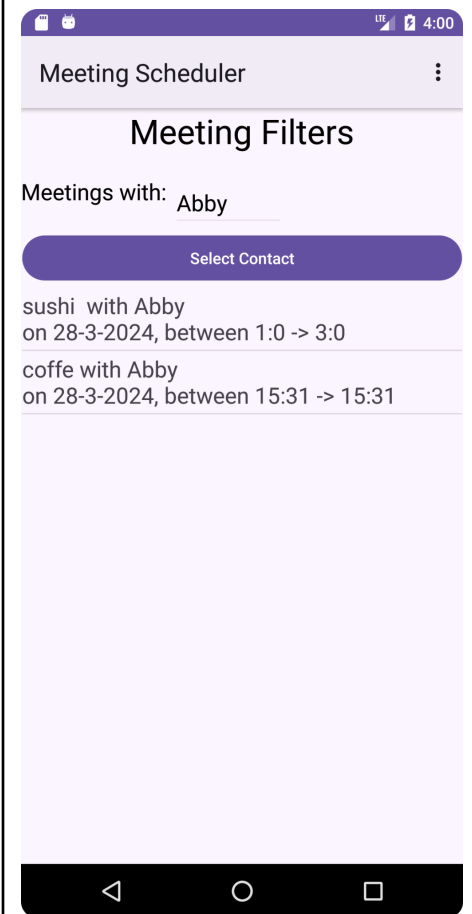 LTE 4:00
Meeting Scheduler
Meeting Filters
Meetings with: Abby
Select Contact
sushi  with Abby
on 28-3-2024, between 1:0 -> 3:0
coffe with Abby
on 28-3-2024, between 15:31 -> 15:31